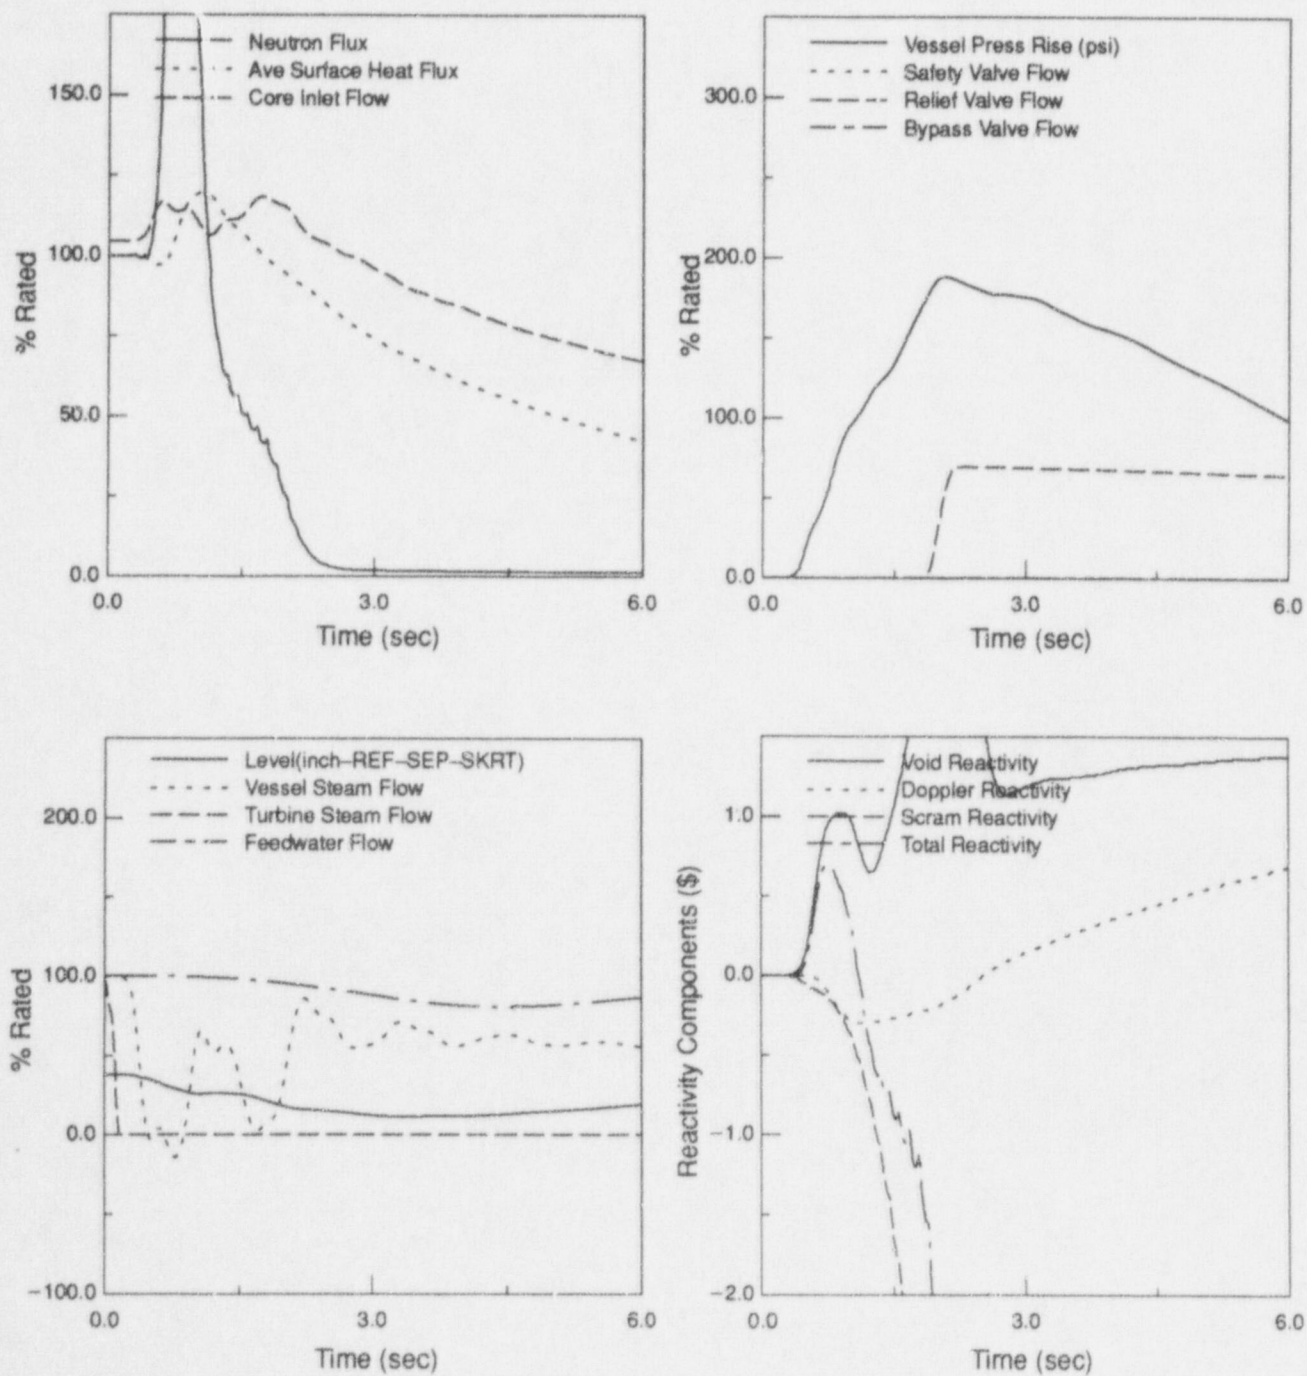 Neutron Flux
Ave Surface Heat Flux
Core Inlet Flow
150.0
100.0
50.0
0.0
% Rated
0.0
3.0
6.0
Time (sec)
Vessel Press Rise (psi)
Safety Valve Flow
Relief Valve Flow
Bypass Valve Flow
300.0
200.0
100.0
0.0
% Rated
0.0
3.0
6.0
Time (sec)
Level(inch-REF-SEP-SKRT)
Vessel Steam Flow
Turbine Steam Flow
Feedwater Flow
200.0
100.0
0.0
-100.0
% Rated
0.0
3.0
6.0
Time (sec)
Void Reactivity
Doppler Reactivity
Scram Reactivity
Total Reactivity
1.0
0.0
-1.0
-2.0
Reactivity Components ($)
0.0
3.0
6.0
Time (sec)